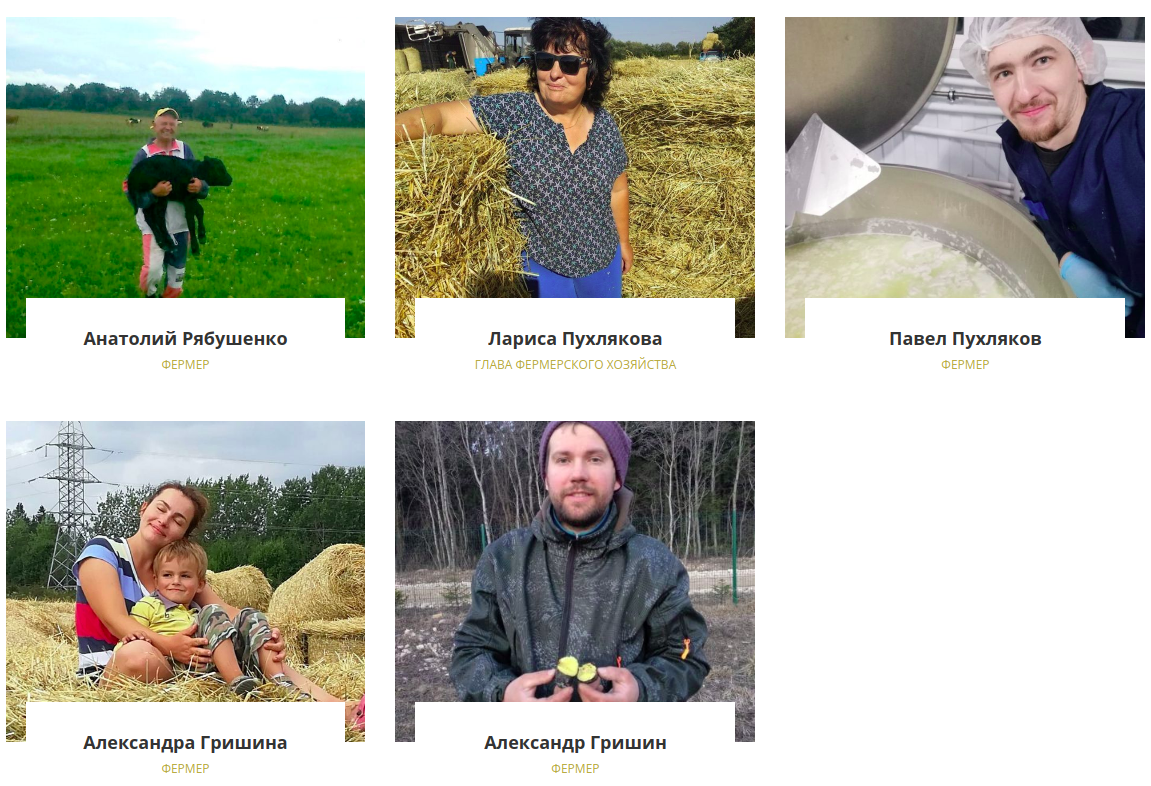 Анатолий Рябушенко
ФЕРМЕР
Лариса Пухлякова
ГЛАВА ФЕРМЕРСКОГО ХОЗЯЙСТВА
Павел Пухляков
ФЕРМЕР
Александра Гришина
ФЕРМЕР
Александр Гришин
ФЕРМЕР